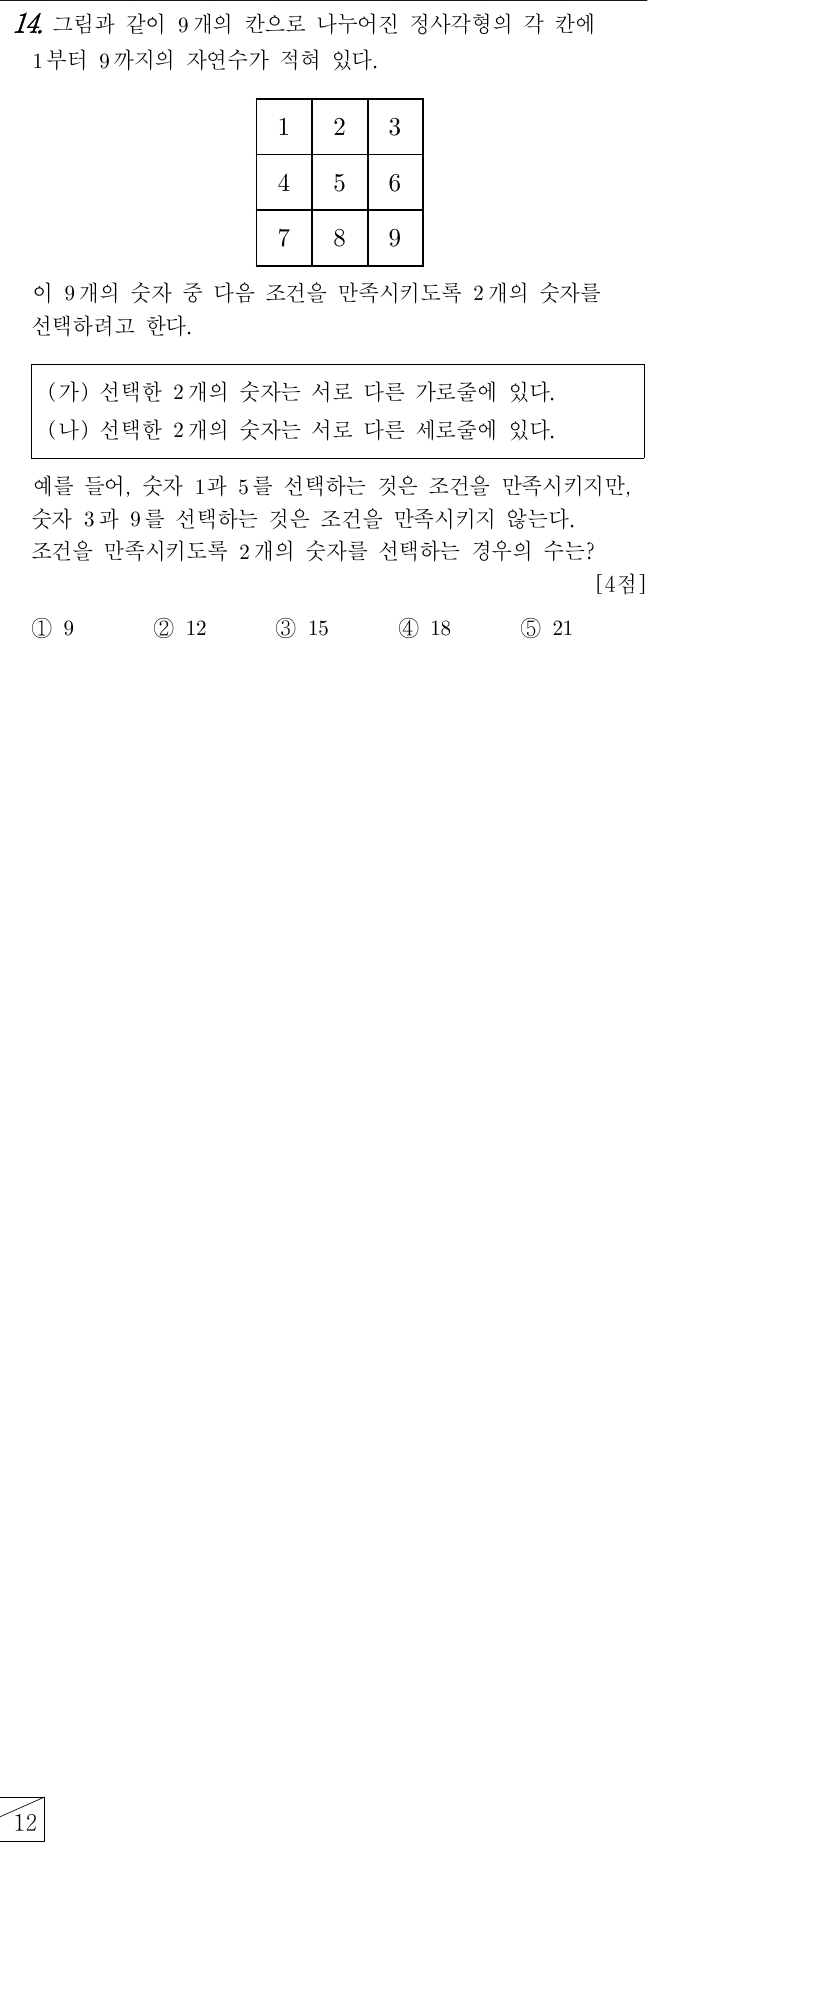 14. 그림과 같이 9개의 칸으로 나누어진 정사각형의 각 칸에
1부터 9까지의 자연수가 적혀 있다.
1 2 3
4 5 6
7 8 9
이 9개의 숫자 중 다음 조건을 만족시키도록 2개의 숫자를
선택하려고 한다.
(가) 선택한 2개의 숫자는 서로 다른 가로줄에 있다.
(나) 선택한 2개의 숫자는 서로 다른 세로줄에 있다.
예를 들어, 숫자 1과 5를 선택하는 것은 조건을 만족시키지만,
숫자 3과 9를 선택하는 것은 조건을 만족시키지 않는다.
조건을 만족시키도록 2개의 숫자를 선택하는 경우의 수는?
[4점]
① 9 ② 12 ③ 15 ④ 18 ⑤ 21
12